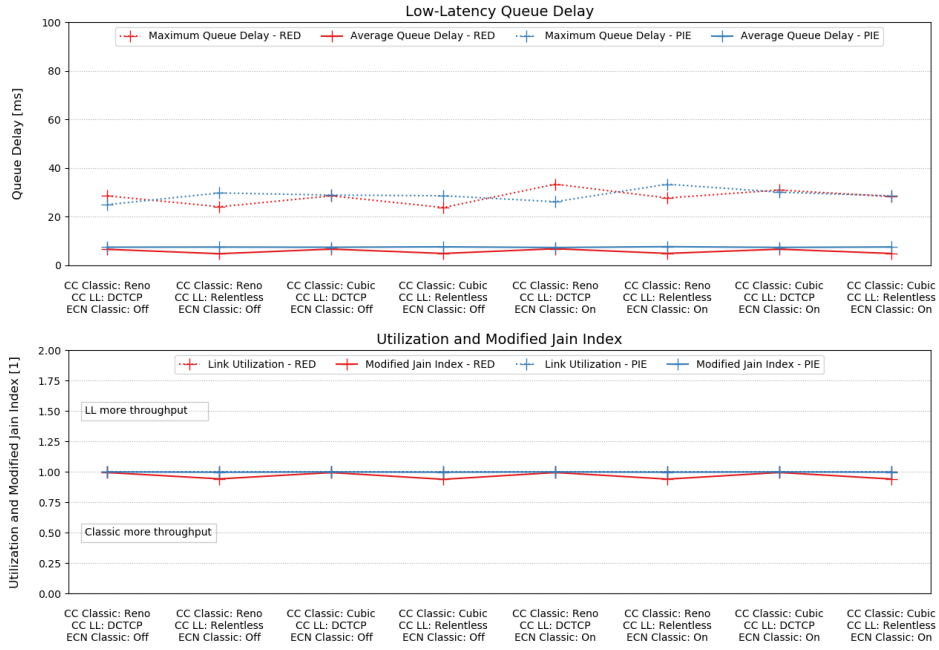 Low-Latency Queue Delay
Maximum Queue Delay - RED Average Queue Delay - RED Maximum Queue Delay - PIE Average Queue Delay - PIE
Queue Delay [ms]
100
80
60
40
20
0
CC Classic: Reno CC Classic: Reno CC Classic: Cubic CC Classic: Cubic CC Classic: Reno CC Classic: Reno CC Classic: Cubic CC Classic: Cubic
CC LL: DCTCP CC LL: Relentless CC LL: DCTCP CC LL: Relentless CC LL: DCTCP CC LL: Relentless CC LL: DCTCP CC LL: Relentless
ECN Classic: Off ECN Classic: Off ECN Classic: Off ECN Classic: Off ECN Classic: On ECN Classic: On ECN Classic: On ECN Classic: On
Utilization and Modified Jain Index
Link Utilization - RED Modified Jain Index - RED Link Utilization - PIE Modified Jain Index - PIE
Utilization and Modified Jain Index [1]
2.00
1.75
1.50
1.25
1.00
0.75
0.50
0.25
0.00
LL more throughput
Classic more throughput
CC Classic: Reno CC Classic: Reno CC Classic: Cubic CC Classic: Cubic CC Classic: Reno CC Classic: Reno CC Classic: Cubic CC Classic: Cubic
CC LL: DCTCP CC LL: Relentless CC LL: DCTCP CC LL: Relentless CC LL: DCTCP CC LL: Relentless CC LL: DCTCP CC LL: Relentless
ECN Classic: Off ECN Classic: Off ECN Classic: Off ECN Classic: Off ECN Classic: On ECN Classic: On ECN Classic: On ECN Classic: On